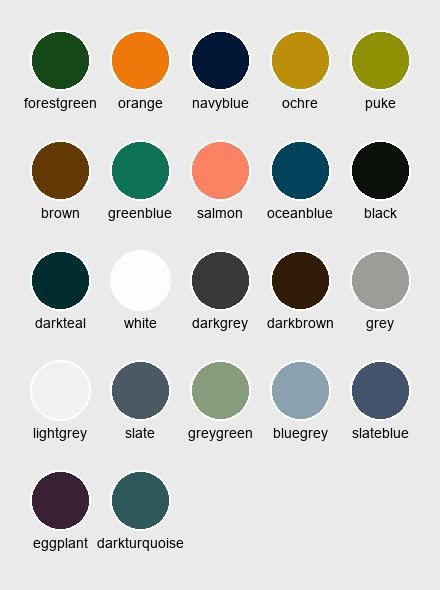 forestgreen orange navyblue ochre puke
brown greenblue salmon oceanblue black
darkteal white darkgrey darkbrown grey
lightgrey slate greygreen bluegrey slateblue
eggplant darkturquoise